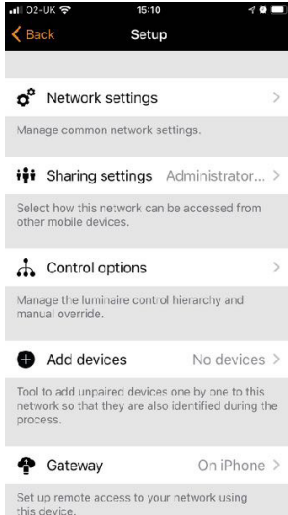 O2-UK 15:10
Back Setup
Network settings
Manage common network settings.
Sharing settings Administrator...
Select how this network can be accessed from
other mobile devices.
Control options
Manage the luminaire control hierarchy and
manual override.
Add devices No devices
Tool to add unpaired devices one by one to this
network so that they are also identified during the
process.
Gateway On iPhone
Set up remote access to your network using
this device.